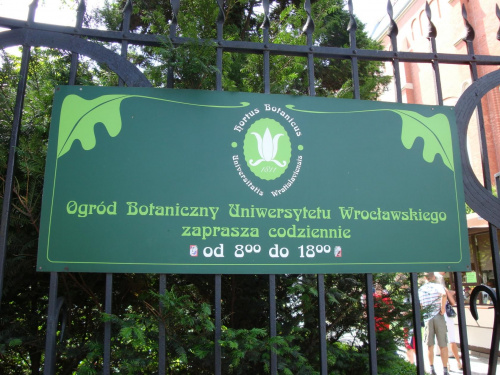 Hortus Botanicus
1811
Universitatis Wratislaviensis
Ogród Botaniczny Uniwersytetu Wrocławskiego
zaprasza codziennie
od 8⁰⁰ do 18⁰⁰